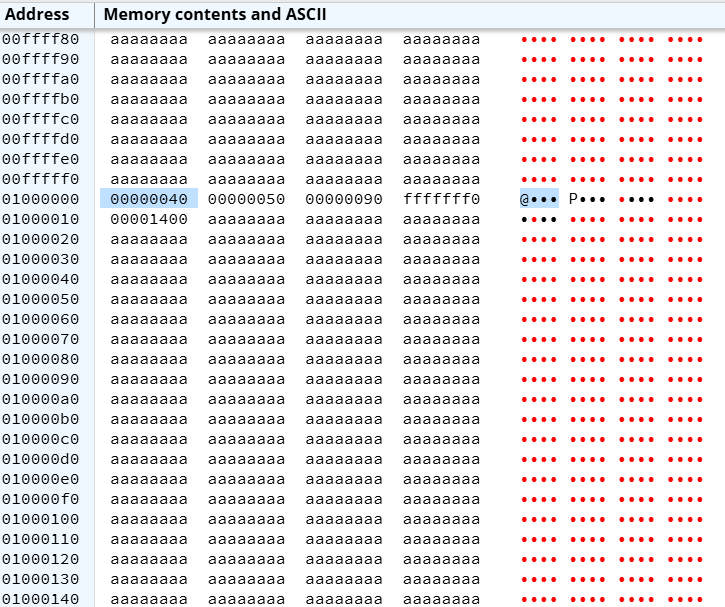 Address Memory contents and ASCII
00ffff80 aaaaaaaa aaaaaaaa aaaaaaaa aaaaaaaa •••• •••• •••• ••••
00ffff90 aaaaaaaa aaaaaaaa aaaaaaaa aaaaaaaa •••• •••• •••• ••••
00ffffa0 aaaaaaaa aaaaaaaa aaaaaaaa aaaaaaaa •••• •••• •••• ••••
00ffffb0 aaaaaaaa aaaaaaaa aaaaaaaa aaaaaaaa •••• •••• •••• ••••
00ffffc0 aaaaaaaa aaaaaaaa aaaaaaaa aaaaaaaa •••• •••• •••• ••••
00ffffd0 aaaaaaaa aaaaaaaa aaaaaaaa aaaaaaaa •••• •••• •••• ••••
00ffffe0 aaaaaaaa aaaaaaaa aaaaaaaa aaaaaaaa •••• •••• •••• ••••
00fffff0 aaaaaaaa aaaaaaaa aaaaaaaa aaaaaaaa •••• •••• •••• ••••
01000000 00000040 00000050 00000090 fffffff0 @••• P••• •••• ••••
01000010 00001400 aaaaaaaa aaaaaaaa aaaaaaaa •••• •••• •••• ••••
01000020 aaaaaaaa aaaaaaaa aaaaaaaa aaaaaaaa •••• •••• •••• ••••
01000030 aaaaaaaa aaaaaaaa aaaaaaaa aaaaaaaa •••• •••• •••• ••••
01000040 aaaaaaaa aaaaaaaa aaaaaaaa aaaaaaaa •••• •••• •••• ••••
01000050 aaaaaaaa aaaaaaaa aaaaaaaa aaaaaaaa •••• •••• •••• ••••
01000060 aaaaaaaa aaaaaaaa aaaaaaaa aaaaaaaa •••• •••• •••• ••••
01000070 aaaaaaaa aaaaaaaa aaaaaaaa aaaaaaaa •••• •••• •••• ••••
01000080 aaaaaaaa aaaaaaaa aaaaaaaa aaaaaaaa •••• •••• •••• ••••
01000090 aaaaaaaa aaaaaaaa aaaaaaaa aaaaaaaa •••• •••• •••• ••••
010000a0 aaaaaaaa aaaaaaaa aaaaaaaa aaaaaaaa •••• •••• •••• ••••
010000b0 aaaaaaaa aaaaaaaa aaaaaaaa aaaaaaaa •••• •••• •••• ••••
010000c0 aaaaaaaa aaaaaaaa aaaaaaaa aaaaaaaa •••• •••• •••• ••••
010000d0 aaaaaaaa aaaaaaaa aaaaaaaa aaaaaaaa •••• •••• •••• ••••
010000e0 aaaaaaaa aaaaaaaa aaaaaaaa aaaaaaaa •••• •••• •••• ••••
010000f0 aaaaaaaa aaaaaaaa aaaaaaaa aaaaaaaa •••• •••• •••• ••••
01000100 aaaaaaaa aaaaaaaa aaaaaaaa aaaaaaaa •••• •••• •••• ••••
01000110 aaaaaaaa aaaaaaaa aaaaaaaa aaaaaaaa •••• •••• •••• ••••
01000120 aaaaaaaa aaaaaaaa aaaaaaaa aaaaaaaa •••• •••• •••• ••••
01000130 aaaaaaaa aaaaaaaa aaaaaaaa aaaaaaaa •••• •••• •••• ••••
01000140 aaaaaaaa aaaaaaaa aaaaaaaa aaaaaaaa •••• •••• •••• ••••